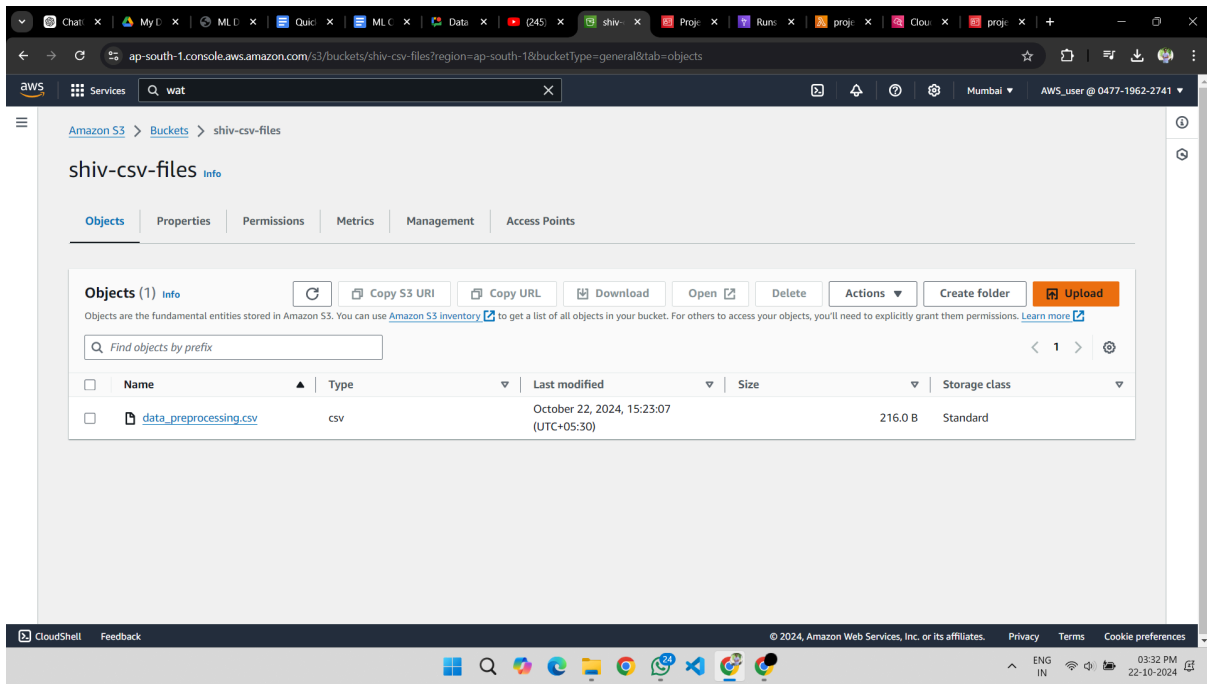 Chat( My D ML D Quic ML C Data (245) shiv- Proje Runs proje Clou proje
ap-south-1.console.aws.amazon.com/s3/buckets/shiv-csv-files?region=ap-south-1&bucketType=general&tab=objects
aws Services wat Mumbai AWS_user @ 0477-1962-2741
Amazon S3 > Buckets > shiv-csv-files
shiv-csv-files Info
Objects Properties Permissions Metrics Management Access Points
Objects (1) Info Copy S3 URI Copy URL Download Open Delete Actions Create folder Upload
Objects are the fundamental entities stored in Amazon S3. You can use Amazon S3 inventory to get a list of all objects in your bucket. For others to access your objects, you'll need to explicitly grant them permissions. Learn more
Find objects by prefix < 1 >
Name Type Last modified Size Storage class
data_preprocessing.csv csv October 22, 2024, 15:23:07 216.0 B Standard
(UTC+05:30)
CloudShell Feedback © 2024, Amazon Web Services, Inc. or its affiliates. Privacy Terms Cookie preferences
24 ENG 03:32 PM
IN 22-10-2024